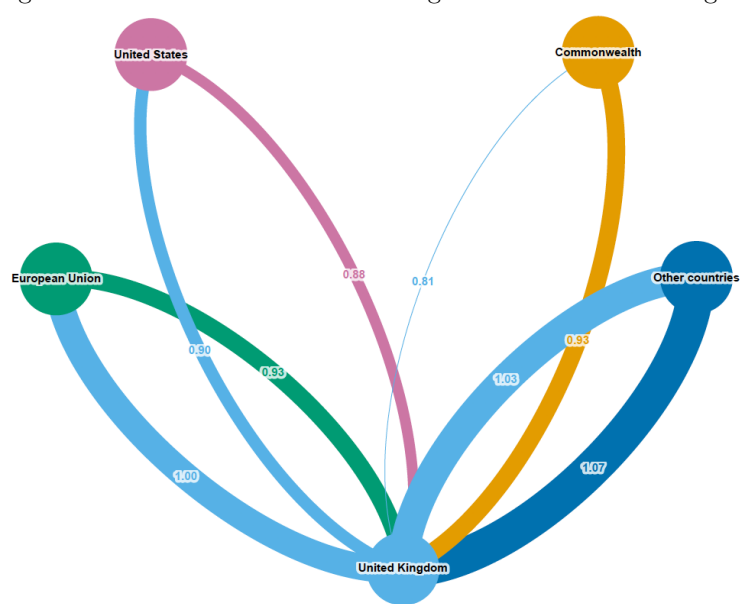 United States
Commonwealth
European Union
Other countries
0.88
0.81
0.90
0.93
0.93
1.03
1.00
1.07
United Kingdom